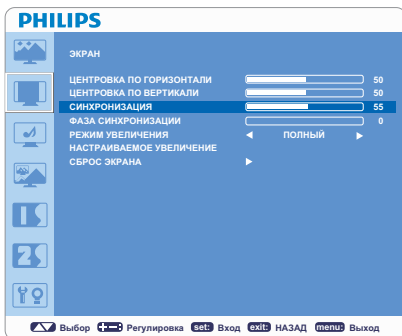 PHILIPS
ЭКРАН
ЦЕНТРОВКА ПО ГОРИЗОНТАЛИ 50
ЦЕНТРОВКА ПО ВЕРТИКАЛИ 50
СИНХРОНИЗАЦИЯ 55
ФАЗА СИНХРОНИЗАЦИИ 0
РЕЖИМ УВЕЛИЧЕНИЯ ПОЛНЫЙ
НАСТРАИВАЕМОЕ УВЕЛИЧЕНИЕ
СБРОС ЭКРАНА
Выбор Регулировка set: Вход exit: НАЗАД menu: Выход